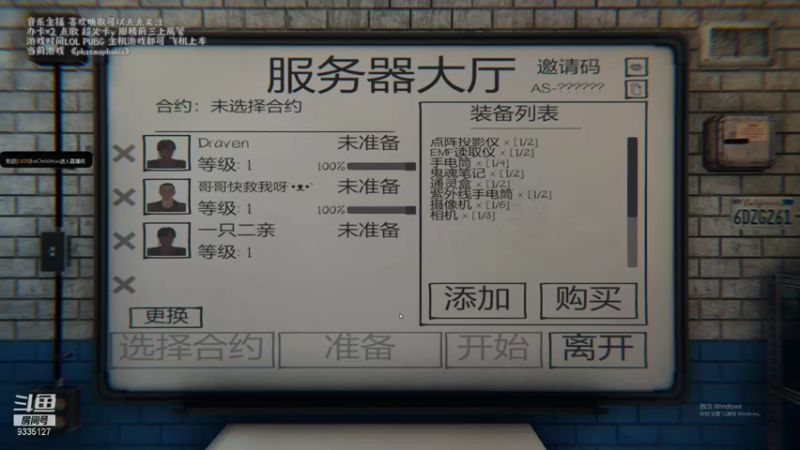 音乐主播 喜欢听歌可以点点关注
办卡*2 点歌 超火卡 跟榜前三上房管
游戏时间LOL PUBG 主机游戏都可 飞机上车
当前游戏 《phasmophobia》
服务器大厅
邀请码
AS-??????
合约：未选择合约
装备列表
Draven
未准备
等级: 1
100%
哥哥快救我呀
未准备
等级: 1
100%
一只二亲
未准备
等级: 1
点阵投影仪 x [1/2]
EMF读取仪 x [1/2]
手电筒 x [1/4]
鬼魂笔记 x [1/2]
通灵盒 x [1/2]
紫外线手电筒 x [1/2]
摄像机 x [1/6]
相机 x [1/3]
添加
购买
更换
选择合约
准备
开始
离开
California
6DZG261
斗鱼
房间号
9335127
激活 Windows